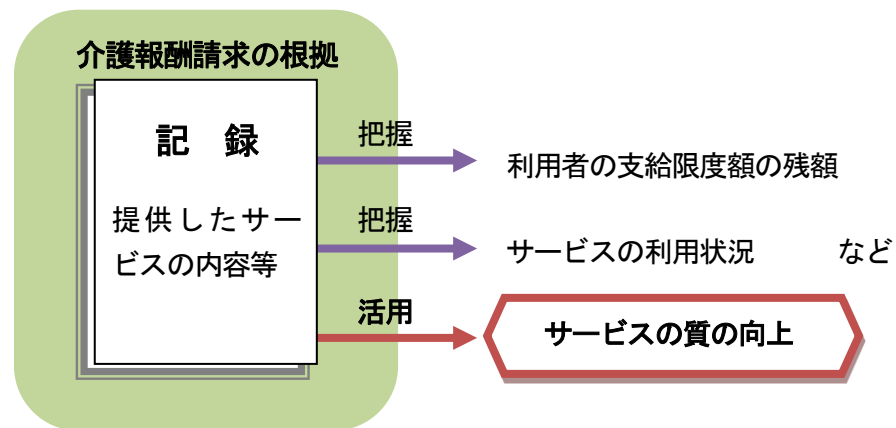 介護報酬請求の根拠
記　録
提供したサー
ビスの内容等
把握
利用者の支給限度額の残額
把握
サービスの利用状況　　　など
活用
サービスの質の向上